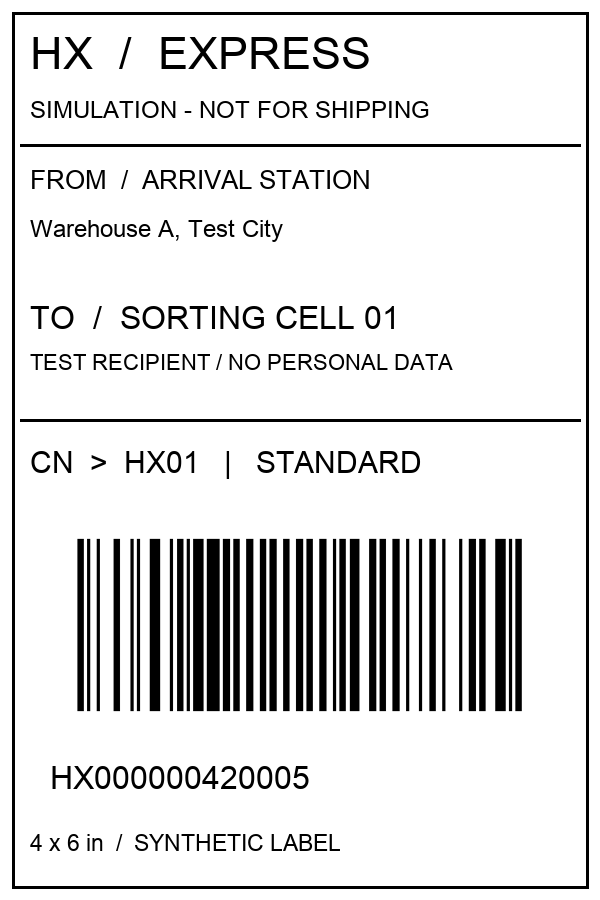 HX / EXPRESS
SIMULATION - NOT FOR SHIPPING
FROM / ARRIVAL STATION
Warehouse A, Test City
TO / SORTING CELL 01
TEST RECIPIENT / NO PERSONAL DATA
CN > HX01 | STANDARD
HX000000420005
4 x 6 in / SYNTHETIC LABEL